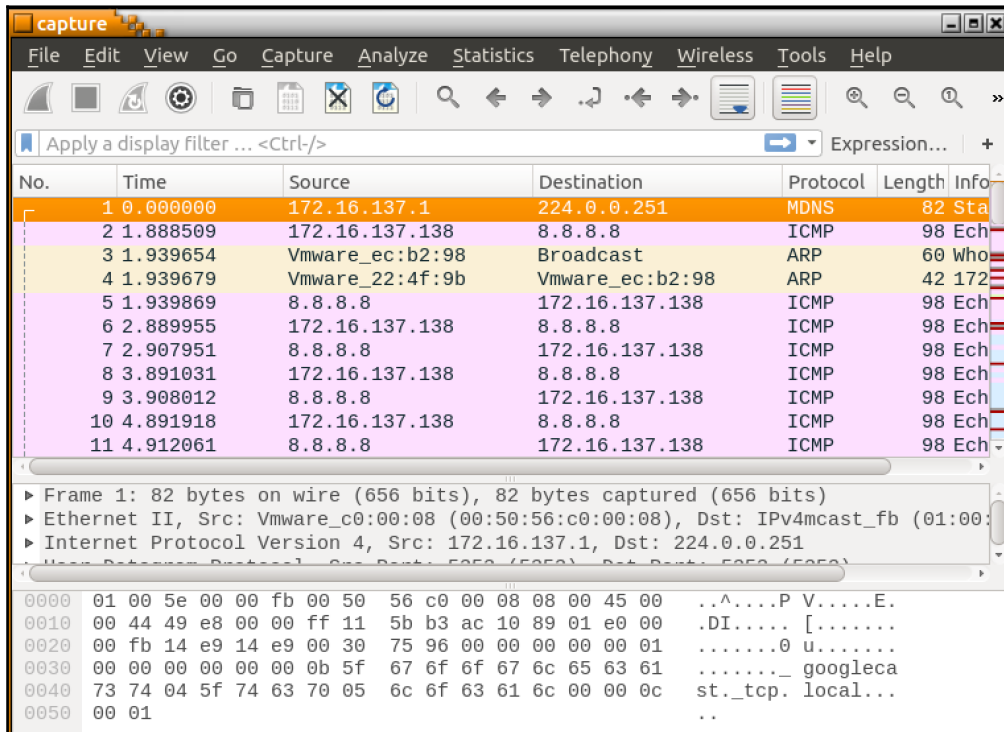 capture
File Edit View Go Capture Analyze Statistics Telephony Wireless Tools Help
Apply a display filter ... <Ctrl-/> Expression... +
No. Time Source Destination Protocol Length Info
1 0.000000 172.16.137.1 224.0.0.251 MDNS 82 Sta
2 1.888509 172.16.137.138 8.8.8.8 ICMP 98 Ech
3 1.939654 Vmware_ec:b2:98 Broadcast ARP 60 Who
4 1.939679 Vmware_22:4f:9b Vmware_ec:b2:98 ARP 42 172
5 1.939869 8.8.8.8 172.16.137.138 ICMP 98 Ech
6 2.889955 172.16.137.138 8.8.8.8 ICMP 98 Ech
7 2.907951 8.8.8.8 172.16.137.138 ICMP 98 Ech
8 3.891031 172.16.137.138 8.8.8.8 ICMP 98 Ech
9 3.908012 8.8.8.8 172.16.137.138 ICMP 98 Ech
10 4.891918 172.16.137.138 8.8.8.8 ICMP 98 Ech
11 4.912061 8.8.8.8 172.16.137.138 ICMP 98 Ech
Frame 1: 82 bytes on wire (656 bits), 82 bytes captured (656 bits)
Ethernet II, Src: Vmware_c0:00:08 (00:50:56:c0:00:08), Dst: IPv4mcast_fb (01:00:
Internet Protocol Version 4, Src: 172.16.137.1, Dst: 224.0.0.251
User Datagram Protocol, Src Port: 5353 (5353), Dst Port: 5353 (5353)
0000 01 00 5e 00 00 fb 00 50 56 c0 00 08 08 00 45 00 ..^....P V.....E.
0010 00 44 49 e8 00 00 ff 11 5b b3 ac 10 89 01 e0 00 .DI..... [.......
0020 00 fb 14 e9 14 e9 00 30 75 96 00 00 00 00 00 01 .......0 u.......
0030 00 00 00 00 00 00 0b 5f 67 6f 6f 67 6c 65 63 61 ......._ googleca
0040 73 74 04 5f 74 63 70 05 6c 6f 63 61 6c 00 00 0c st._tcp. local...
0050 00 01 ..